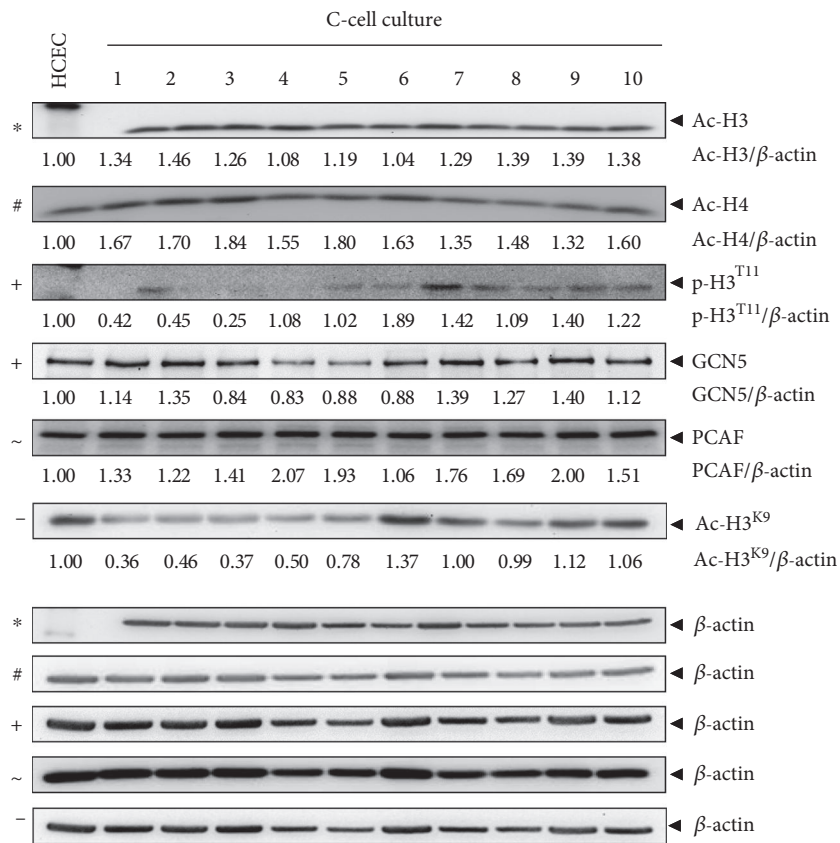 C-cell culture
HCEC 1 2 3 4 5 6 7 8 9 10
* Ac-H3
1.00 1.34 1.46 1.26 1.08 1.19 1.04 1.29 1.39 1.39 1.38 Ac-H3/β-actin
# Ac-H4
1.00 1.67 1.70 1.84 1.55 1.80 1.63 1.35 1.48 1.32 1.60 Ac-H4/β-actin
+ p-H3^T11
1.00 0.42 0.45 0.25 1.08 1.02 1.89 1.42 1.09 1.40 1.22 p-H3^T11/β-actin
+ GCN5
1.00 1.14 1.35 0.84 0.83 0.88 0.88 1.39 1.27 1.40 1.12 GCN5/β-actin
~ PCAF
1.00 1.33 1.22 1.41 2.07 1.93 1.06 1.76 1.69 2.00 1.51 PCAF/β-actin
− Ac-H3^K9
1.00 0.36 0.46 0.37 0.50 0.78 1.37 1.00 0.99 1.12 1.06 Ac-H3^K9/β-actin
* β-actin
# β-actin
+ β-actin
~ β-actin
− β-actin